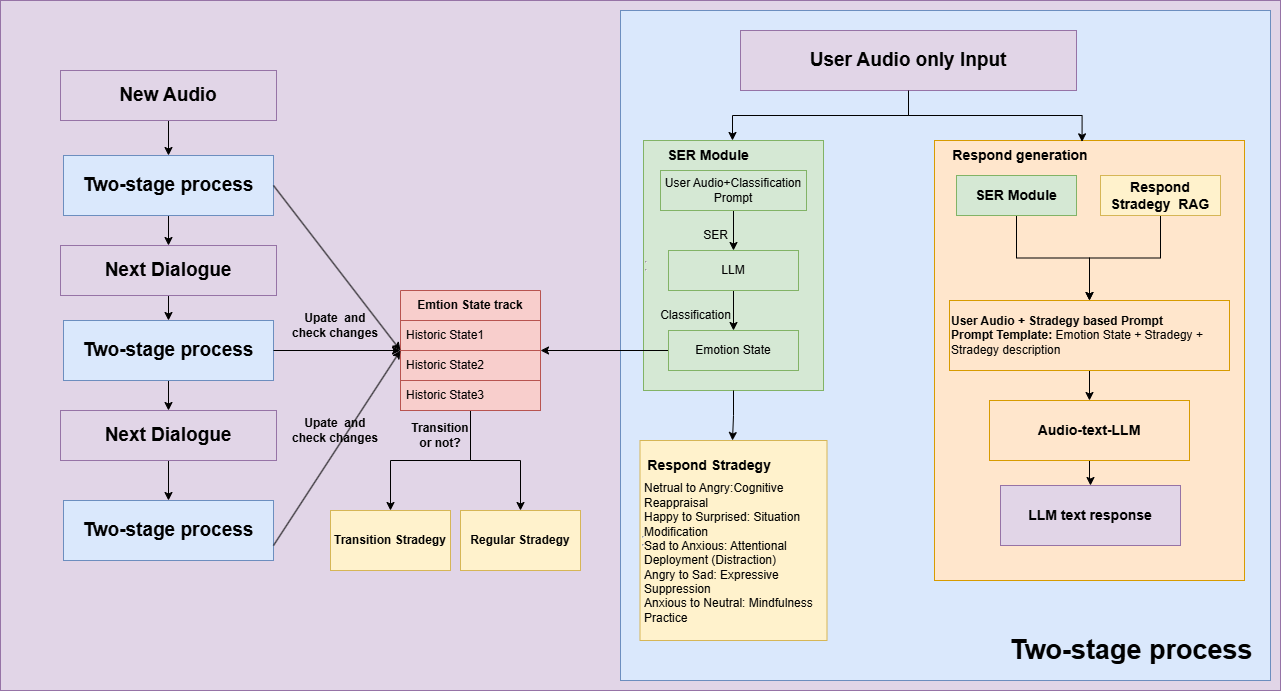 New Audio
Two-stage process
Next Dialogue
Two-stage process
Next Dialogue
Two-stage process
Upate and
check changes
Upate and
check changes
Emtion State track
Historic State1
Historic State2
Historic State3
Transition
or not?
Transition Stradegy
Regular Stradegy
User Audio only Input
SER Module
User Audio+Classification
Prompt
SER
LLM
Classification
Emotion State
Respond Stradegy
Netrual to Angry:Cognitive
Reappraisal
Happy to Surprised: Situation
Modification
Sad to Anxious: Attentional
Deployment (Distraction)
Angry to Sad: Expressive
Suppression
Anxious to Neutral: Mindfulness
Practice
Respond generation
SER Module
Respond
Stradegy RAG
User Audio + Stradegy based Prompt
Prompt Template: Emotion State + Stradegy +
Stradegy description
Audio-text-LLM
LLM text response
Two-stage process